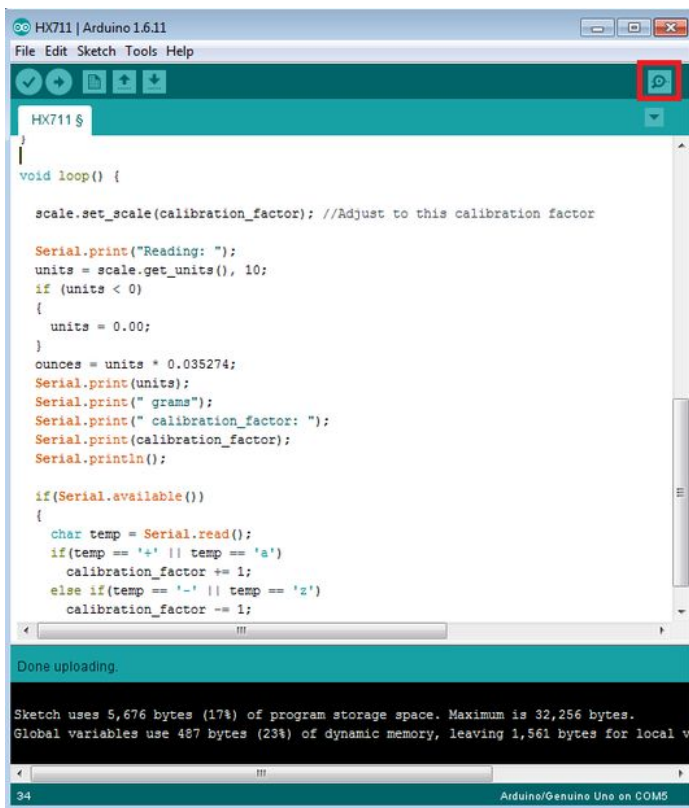 HX711 | Arduino 1.6.11
File Edit Sketch Tools Help
HX711 §
}
void loop() {
scale.set_scale(calibration_factor); //Adjust to this calibration factor
Serial.print("Reading: ");
units = scale.get_units(), 10;
if (units < 0)
{
units = 0.00;
}
ounces = units * 0.035274;
Serial.print(units);
Serial.print(" grams");
Serial.print(" calibration_factor: ");
Serial.print(calibration_factor);
Serial.println();
if(Serial.available())
{
char temp = Serial.read();
if(temp == '+' || temp == 'a')
calibration_factor += 1;
else if(temp == '-' || temp == 'z')
calibration_factor -= 1;
Done uploading.
Sketch uses 5,676 bytes (17%) of program storage space. Maximum is 32,256 bytes.
Global variables use 487 bytes (23%) of dynamic memory, leaving 1,561 bytes for local v
34 Arduino/Genuino Uno on COM5